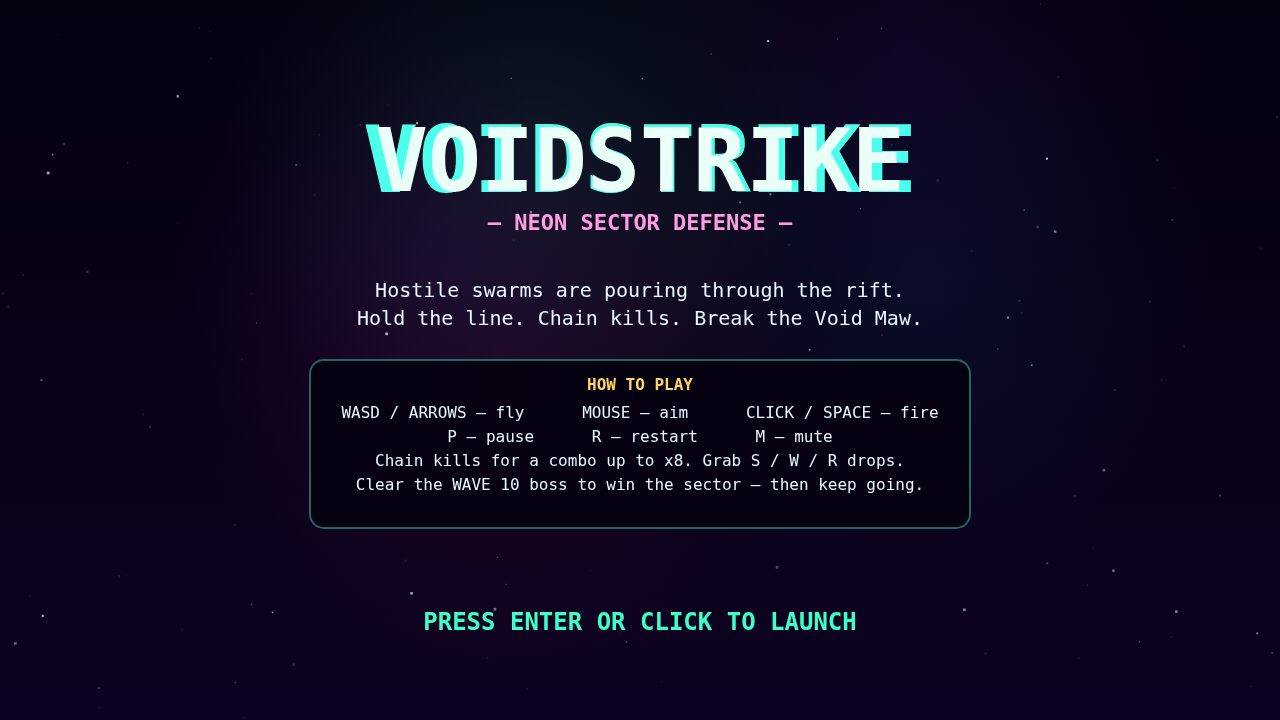 VOIDSTRIKE
— NEON SECTOR DEFENSE —
Hostile swarms are pouring through the rift.
Hold the line. Chain kills. Break the Void Maw.
HOW TO PLAY
WASD / ARROWS — fly MOUSE — aim CLICK / SPACE — fire
P — pause R — restart M — mute
Chain kills for a combo up to x8. Grab S / W / R drops.
Clear the WAVE 10 boss to win the sector — then keep going.
PRESS ENTER OR CLICK TO LAUNCH